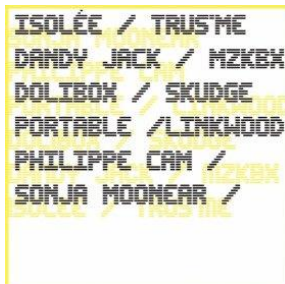 ISOLÉE / TRUS'ME
DANDY JACK / MZKBX
DOLIBOX / SKUDGE
PORTABLE /LINKWOOD
PHILIPPE CAM /
SONJA MOONEAR /